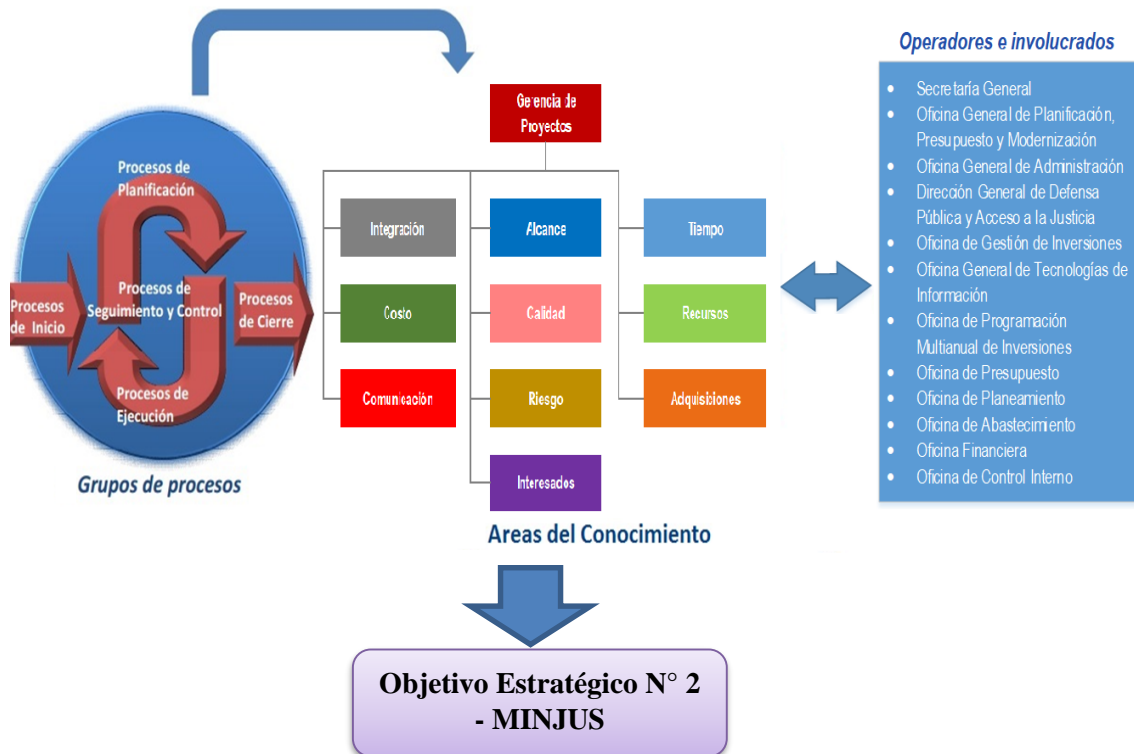 Procesos de
Planificación
Procesos
de Inicio
Procesos de
Seguimiento y Control
Procesos
de Cierre
Procesos de
Ejecución
Grupos de procesos
Gerencia de
Proyectos
Integración
Alcance
Tiempo
Costo
Calidad
Recursos
Comunicación
Riesgo
Adquisiciones
Interesados
Areas del Conocimiento
Operadores e involucrados
• Secretaría General
• Oficina General de Planificación,
Presupuesto y Modernización
• Oficina General de Administración
• Dirección General de Defensa
Pública y Acceso a la Justicia
• Oficina de Gestión de Inversiones
• Oficina General de Tecnologías de
Información
• Oficina de Programación
Multianual de Inversiones
• Oficina de Presupuesto
• Oficina de Planeamiento
• Oficina de Abastecimiento
• Oficina Financiera
• Oficina de Control Interno
Objetivo Estratégico N° 2
- MINJUS